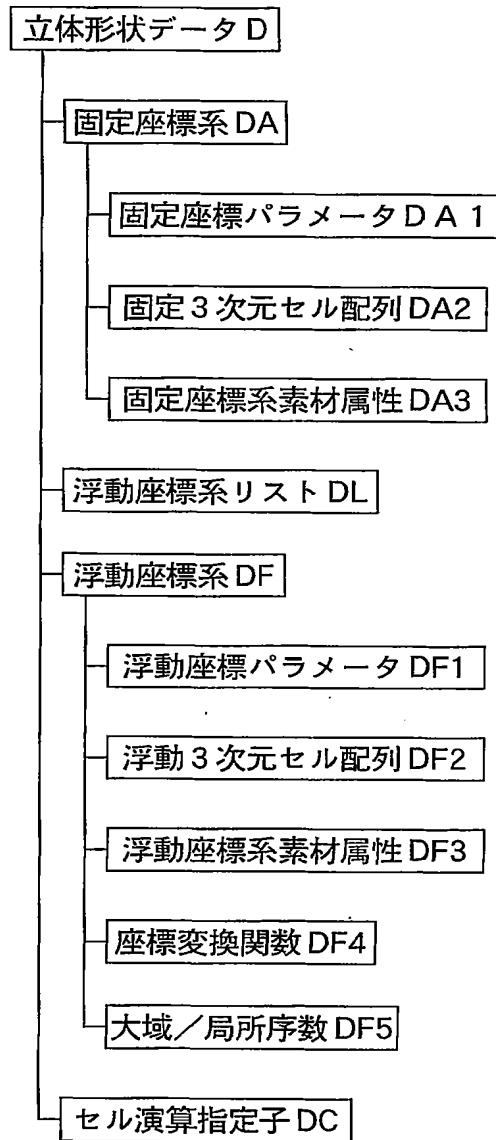 立体形状データD
固定座標系DA
固定座標パラメータDA1
固定3次元セル配列DA2
固定座標系素材属性DA3
浮動座標系リストDL
浮動座標系DF
浮動座標パラメータDF1
浮動3次元セル配列DF2
浮動座標系素材属性DF3
座標変換関数DF4
大域／局所序数DF5
セル演算指定子DC